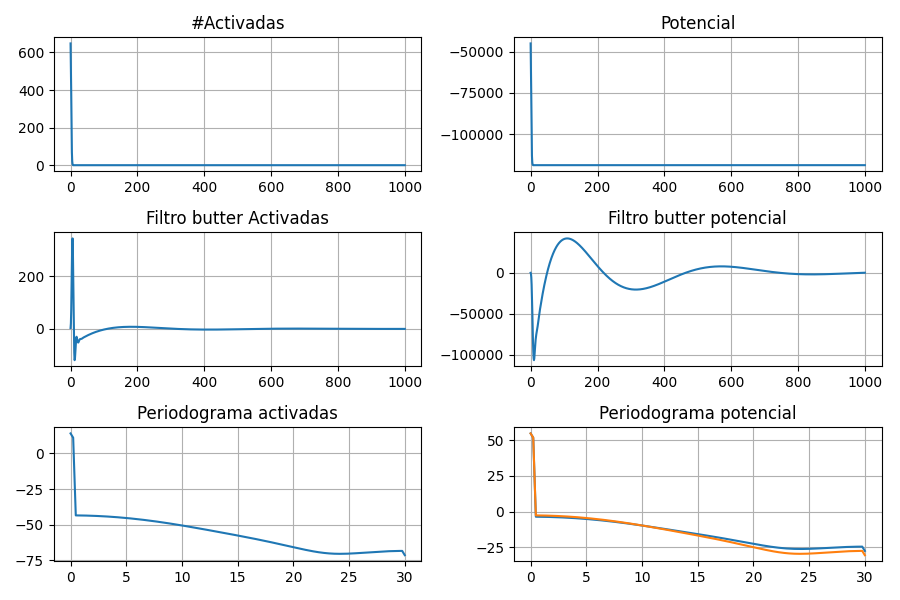 #Activadas
600
400
200
0
0 200 400 600 800 1000
Potencial
−50000
−75000
−100000
0 200 400 600 800 1000
Filtro butter Activadas
200
0
0 200 400 600 800 1000
Filtro butter potencial
0
−50000
−100000
0 200 400 600 800 1000
Periodograma activadas
0
−25
−50
−75
0 5 10 15 20 25 30
Periodograma potencial
50
25
0
−25
0 5 10 15 20 25 30